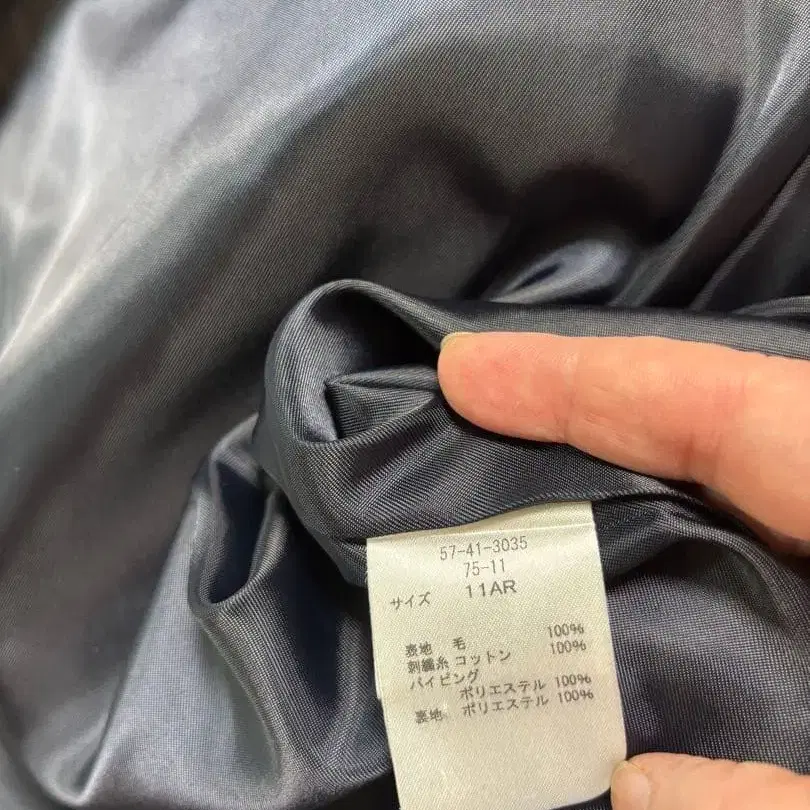 57-41-3035
75-11
サイズ 11AR
表地 毛 100%
刺繍糸 コットン 100%
パイピング
ポリエステル 100%
裏地 ポリエステル 100%